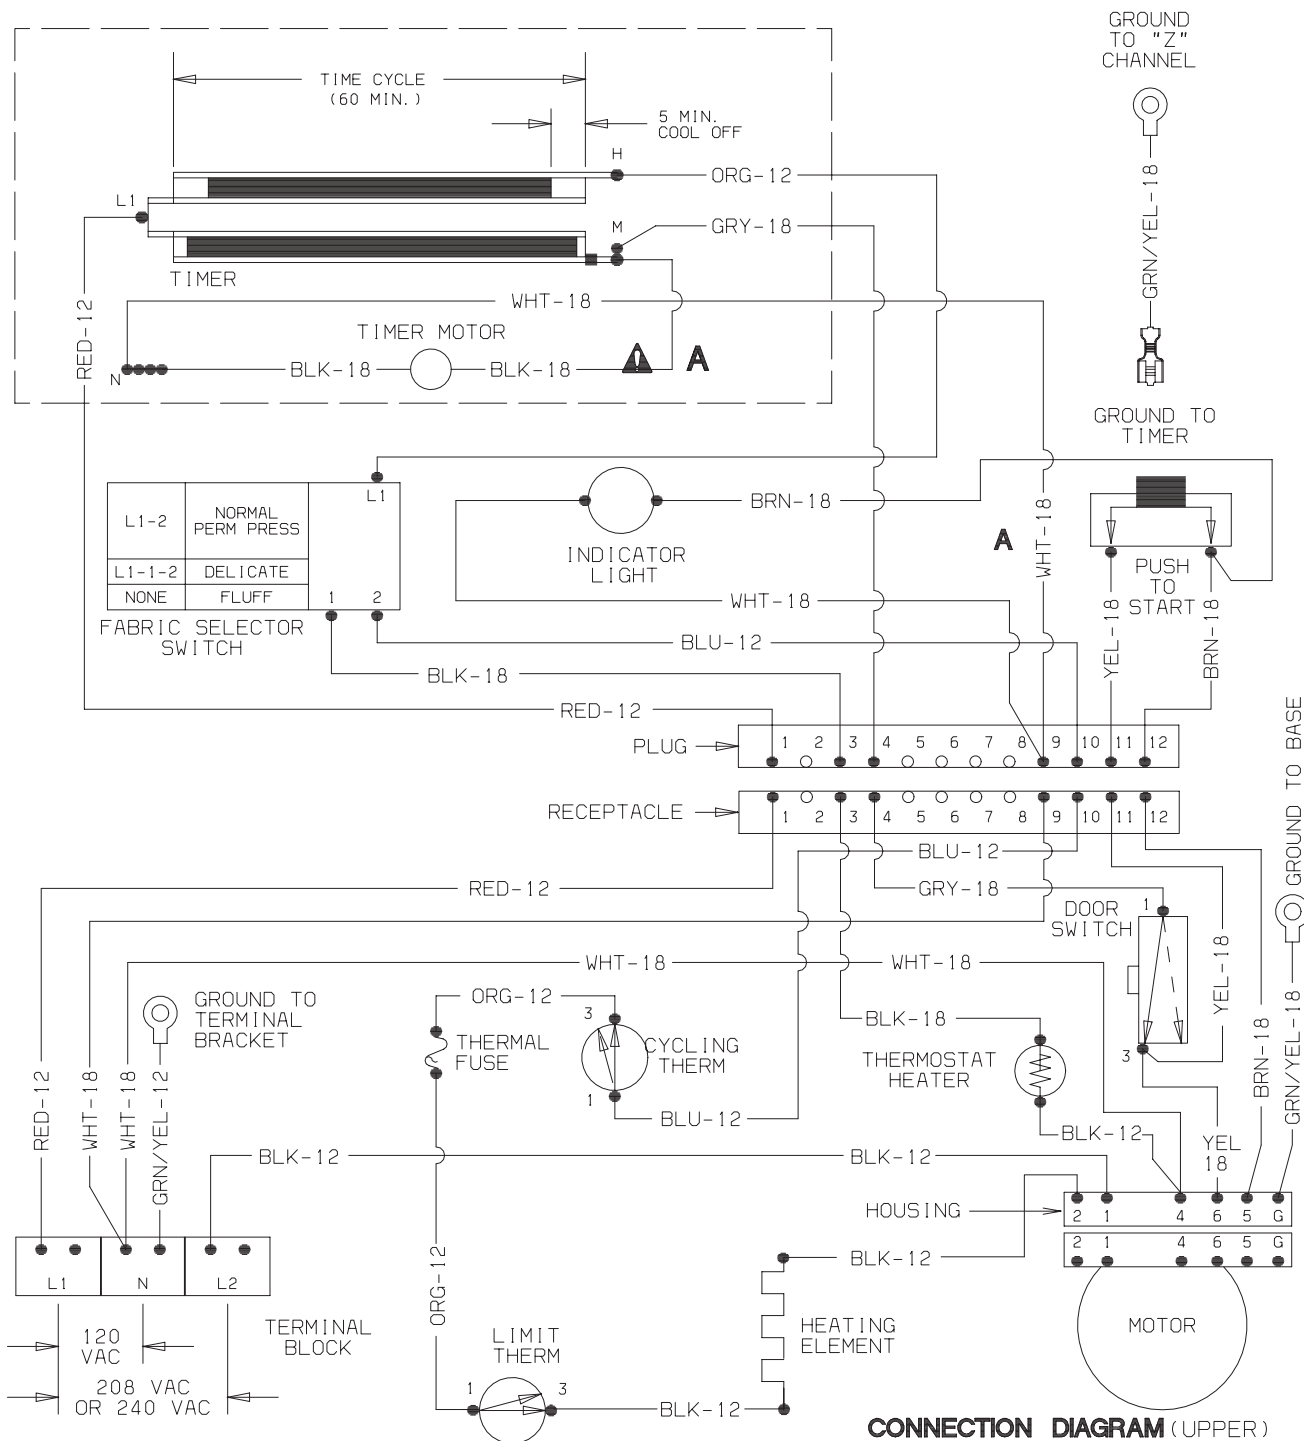 GROUND
TO "Z"
CHANNEL
TIME CYCLE
(60 MIN.)
5 MIN.
COOL OFF
H
ORG-12
L1
M
GRY-18
GRN/YEL-18
TIMER
WHT-18
RED-12
TIMER MOTOR
N
BLK-18
BLK-18
A
GROUND TO
TIMER
L1
L1-2
NORMAL
PERM PRESS
L1-1-2
DELICATE
NONE
FLUFF
1
2
FABRIC SELECTOR
SWITCH
BRN-18
INDICATOR
LIGHT
A
WHT-18
PUSH
TO
START
WHT-18
BLU-12
YEL-18
BRN-18
BLK-18
RED-12
PLUG
1 2 3 4 5 6 7 8 9 10 11 12
RECEPTACLE
1 2 3 4 5 6 7 8 9 10 11 12
GROUND TO BASE
BLU-12
RED-12
GRY-18
1
DOOR
SWITCH
YEL-18
WHT-18
WHT-18
GROUND TO
TERMINAL
BRACKET
ORG-12
3
THERMAL
FUSE
CYCLING
THERM
1
BLK-18
THERMOSTAT
HEATER
3
BRN-18
GRN/YEL-18
RED-12
WHT-18
WHT-18
GRN/YEL-12
BLU-12
BLK-12
YEL
18
BLK-12
BLK-12
HOUSING
2 1 4 6 5 G
2 1 4 6 5 G
BLK-12
L1
N
L2
ORG-12
120
VAC
TERMINAL
BLOCK
208 VAC
OR 240 VAC
LIMIT
THERM
1
3
BLK-12
HEATING
ELEMENT
MOTOR
CONNECTION DIAGRAM (UPPER)